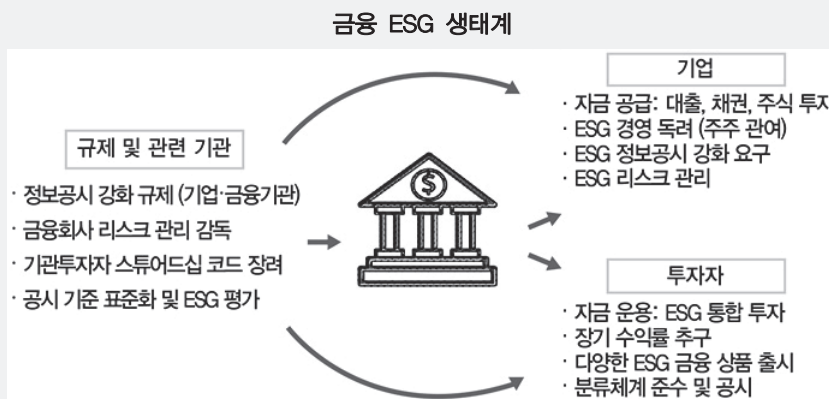 금융 ESG 생태계
규제 및 관련 기관
· 정보공시 강화 규제 (기업·금융기관)
· 금융회사 리스크 관리 감독
· 기관투자자 스튜어드십 코드 장려
· 공시 기준 표준화 및 ESG 평가
$
기업
· 자금 공급: 대출, 채권, 주식 투자
· ESG 경영 독려 (주주 관여)
· ESG 정보공시 강화 요구
· ESG 리스크 관리
투자자
· 자금 운용: ESG 통합 투자
· 장기 수익률 추구
· 다양한 ESG 금융 상품 출시
· 분류체계 준수 및 공시